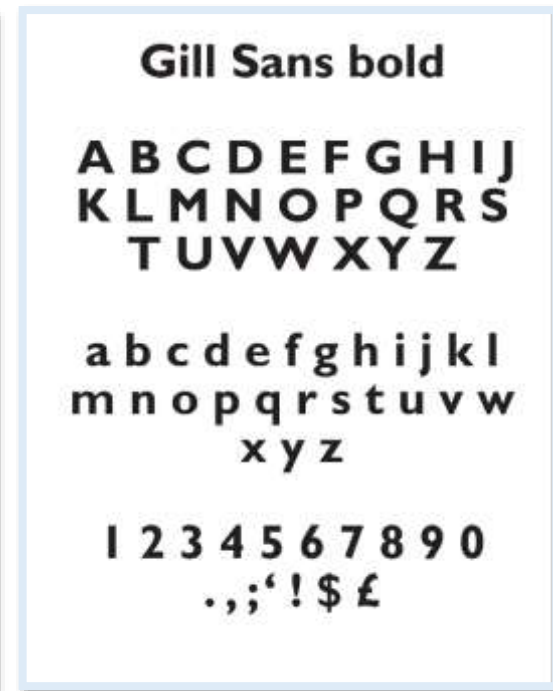 Gill Sans bold
A B C D E F G H I J
K L M N O P Q R S
T U V W X Y Z
a b c d e f g h i j k l
m n o p q r s t u v w
x y z
1 2 3 4 5 6 7 8 9 0
. , ; ‘ ! $ £